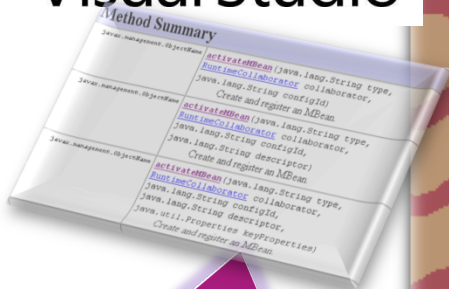 Visual Studio
Method Summary
javax.management.ObjectName
activateMBean(java.lang.String type,
RuntimeCollaborator collaborator,
java.lang.String configId)
Create and register an MBean.
javax.management.ObjectName
activateMBean(java.lang.String type,
RuntimeCollaborator collaborator,
java.lang.String configId,
java.lang.String descriptor)
Create and register an MBean.
javax.management.ObjectName
activateMBean(java.lang.String type,
RuntimeCollaborator collaborator,
java.lang.String configId,
java.lang.String descriptor,
java.util.Properties keyProperties)
Create and register an MBean.